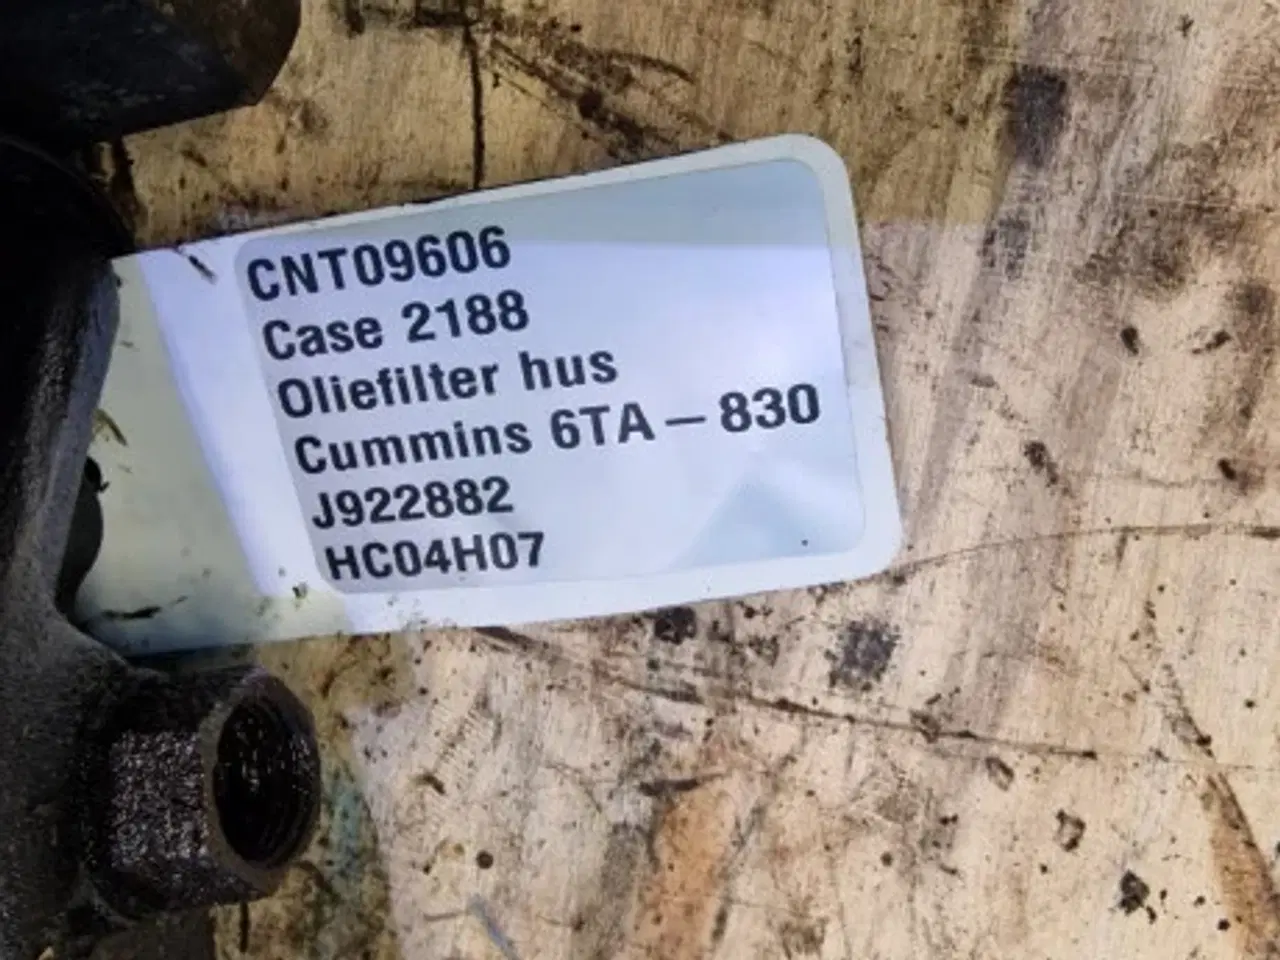 CNT09606
Case 2188
Oliefilter hus
Cummins 6TA – 830
J922882
HC04H07